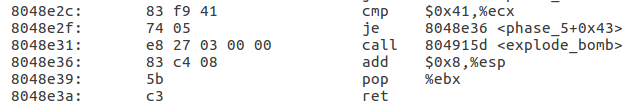 8048e2c: 83 f9 41 cmp $0x41,%ecx
8048e2f: 74 05 je 8048e36 <phase_5+0x43>
8048e31: e8 27 03 00 00 call 804915d <explode_bomb>
8048e36: 83 c4 08 add $0x8,%esp
8048e39: 5b pop %ebx
8048e3a: c3 ret